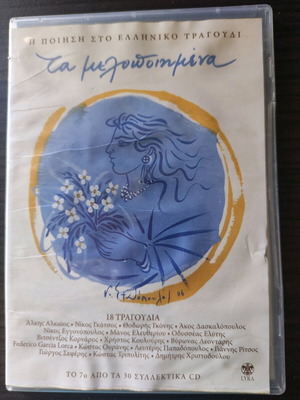 Η ΠΟΙΗΣΗ ΣΤΟ ΕΛΛΗΝΙΚΟ ΤΡΑΓΟΥΔΙ
Τα μελοποιημένα
18 ΤΡΑΓΟΥΔΙΑ
Άλκης Αλκαίος • Νίκος Γκάτσος • Θοδωρής Γκόνης • Άκος Δασκαλόπουλος
Νίκος Εγγονόπουλος • Μάνος Ελευθερίου • Οδυσσέας Ελύτης
Βιτσέντζος Κορνάρος • Χρήστος Κουλούρης • Βύρωνας Λεοντάρης
Federico Garcia Lorca • Κώστας Ουράνης • Λευτέρης Παπαδόπουλος • Γιάννης Ρίτσος
Γιώργος Σεφέρης • Κώστας Τριπολίτης • Δημήτρης Χριστοδούλου
ΤΟ 7ο ΑΠΟ ΤΑ 30 ΣΥΛΛΕΚΤΙΚΑ CD
LYRA